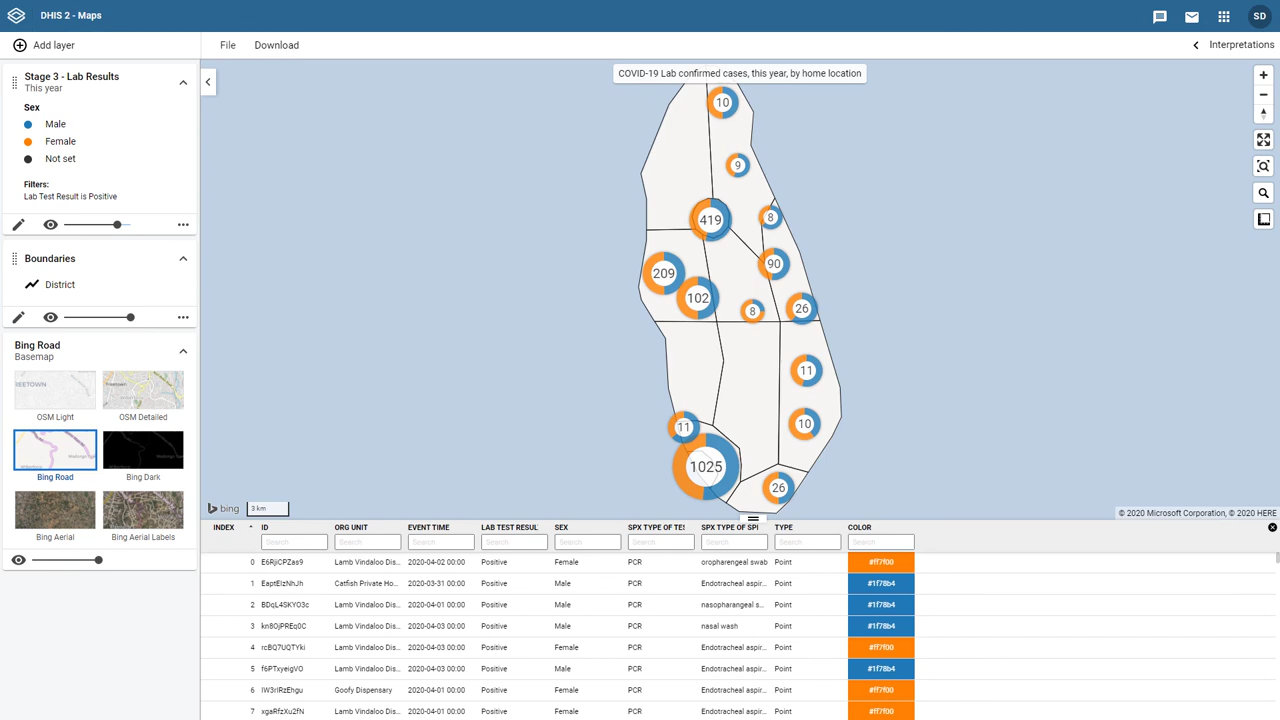 DHIS 2 - Maps
SD
Add layer
File
Download
Interpretations
Stage 3 - Lab Results
This year
Sex
Male
Female
Not set
Filters:
Lab Test Result is Positive
Boundaries
District
Bing Road
Basemap
OSM Light
OSM Detailed
Bing Road
Bing Dark
Bing Aerial
Bing Aerial Labels
COVID-19 Lab confirmed cases, this year, by home location
10
9
419
8
90
209
102
8
26
11
10
11
1025
26
bing
3 km
© 2020 Microsoft Corporation, © 2020 HERE
INDEX ID ORG UNIT EVENT TIME LAB TEST RESUL SEX SPX TYPE OF TES SPX TYPE OF SPI TYPE COLOR
Search Search Search Search Search Search Search Search Search
0 E6RjiCPZas9 Lamb Vindaloo Dis... 2020-04-02 00:00 Positive Female PCR oropharengeal swab Point #ff7f00
1 EaptElzNhJh Catfish Private Ho... 2020-03-31 00:00 Positive Male PCR Endotracheal aspir... Point #1f78b4
2 BDqL4SKYO3c Lamb Vindaloo Dis... 2020-04-01 00:00 Positive Male PCR nasopharangeal s... Point #1f78b4
3 kn8OjPREq0C Lamb Vindaloo Dis... 2020-04-03 00:00 Positive Male PCR nasal wash Point #1f78b4
4 rcBQ7UQTYki Lamb Vindaloo Dis... 2020-04-03 00:00 Positive Female PCR Endotracheal aspir... Point #ff7f00
5 f6PTxyeigVO Lamb Vindaloo Dis... 2020-04-03 00:00 Positive Male PCR Endotracheal aspir... Point #1f78b4
6 IW3rIRzEhgu Goofy Dispensary 2020-04-01 00:00 Positive Female PCR Endotracheal aspir... Point #ff7f00
7 xgaRfzXu2fN Lamb Vindaloo Dis... 2020-04-01 00:00 Positive Female PCR Endotracheal aspir... Point #ff7f00